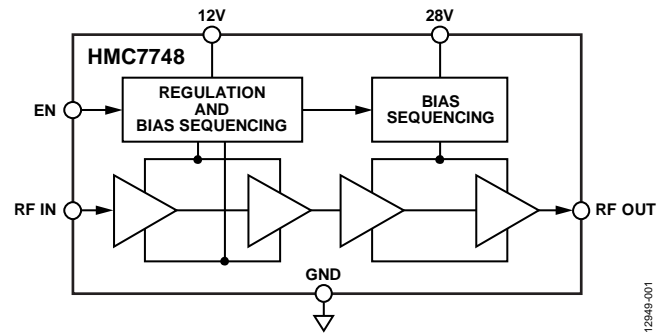 12V
28V
HMC7748
REGULATION
AND
BIAS SEQUENCING
BIAS
SEQUENCING
EN
RF IN
RF OUT
GND
12949-001